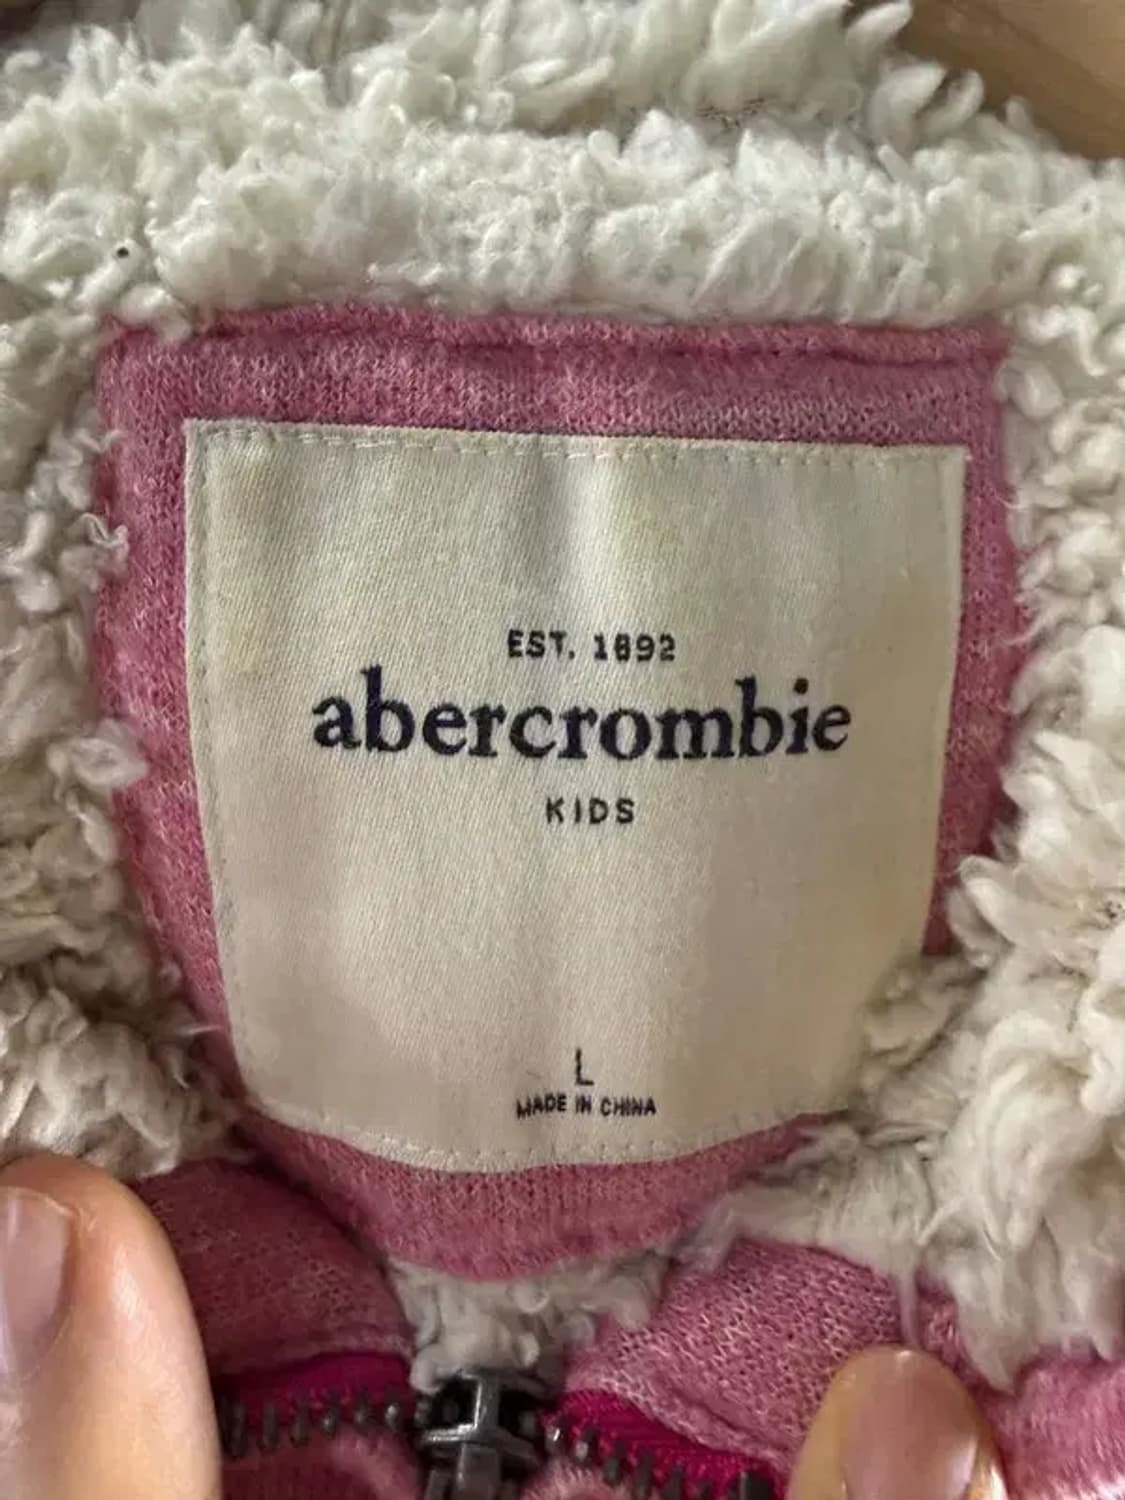 EST. 1892
abercrombie
KIDS
L
MADE IN CHINA